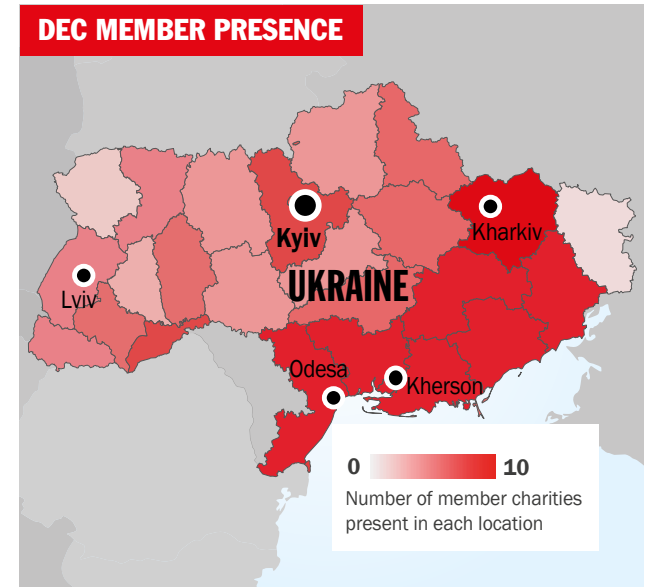 DEC MEMBER PRESENCE
Kyiv
Kharkiv
Lviv
UKRAINE
Odesa
Kherson
0 10
Number of member charities
present in each location